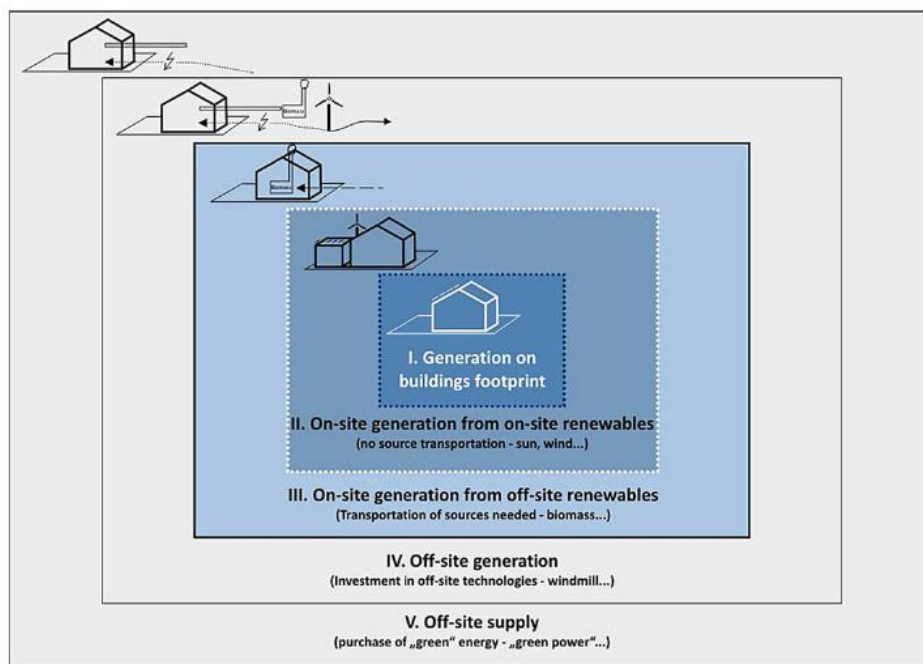 Biomass
Biomass
I. Generation on
buildings footprint
II. On-site generation from on-site renewables
(no source transportation - sun, wind...)
III. On-site generation from off-site renewables
(Transportation of sources needed - biomass...)
IV. Off-site generation
(Investment in off-site technologies - windmill...)
V. Off-site supply
(purchase of „green“ energy - „green power“...)